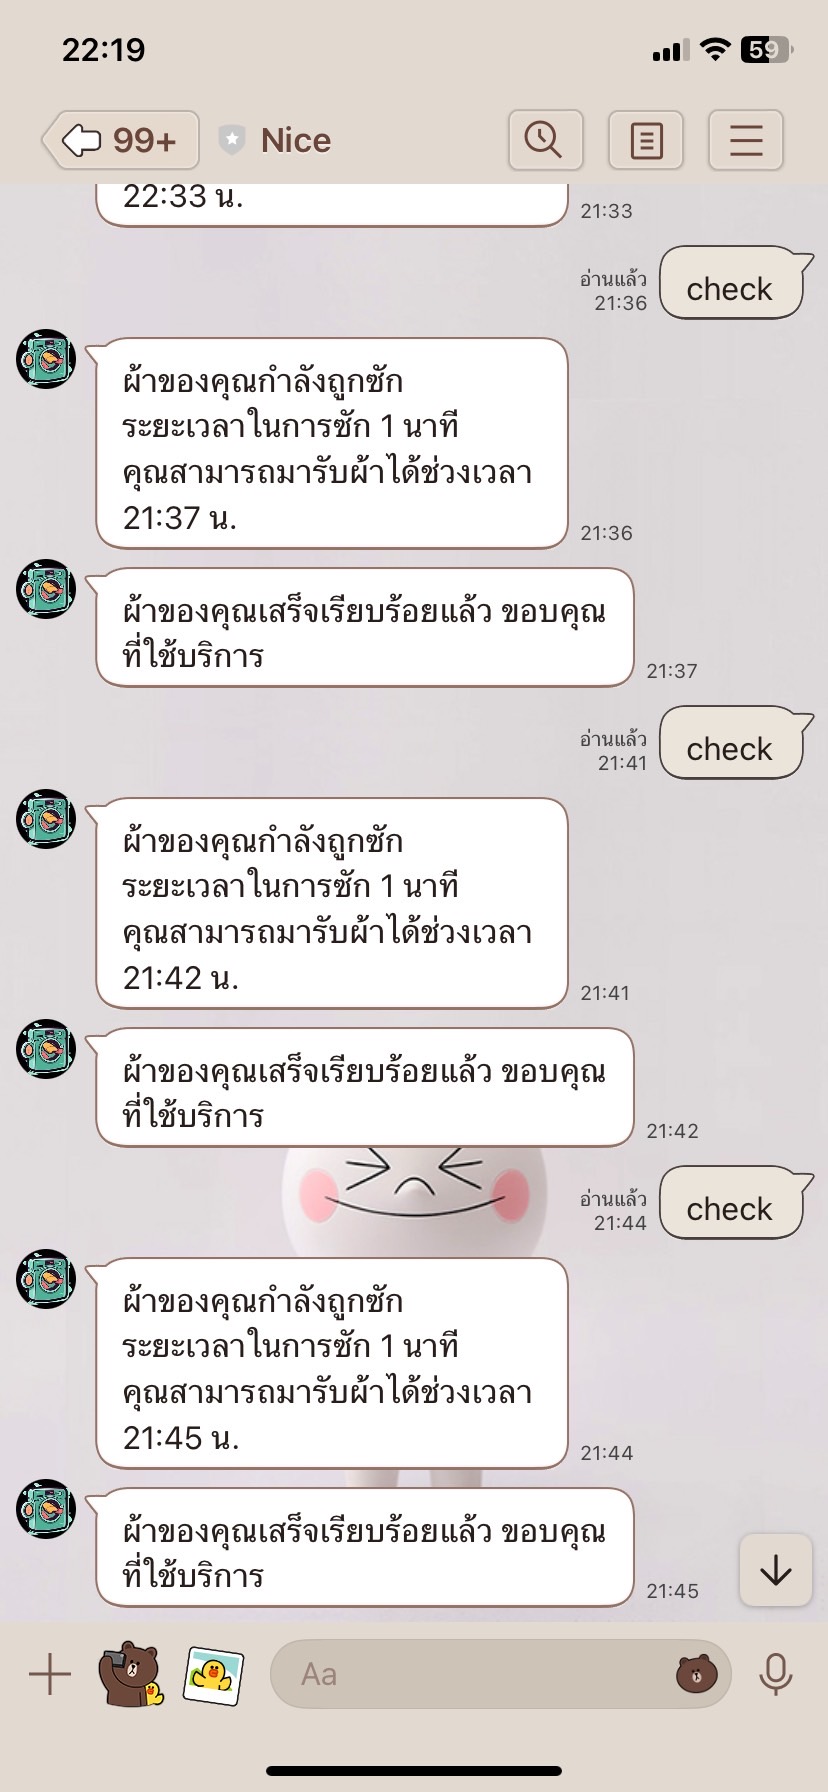 22:19
59
99+
Nice
22:33 น.
21:33
อ่านแล้ว
21:36
check
ผ้าของคุณกำลังถูกซัก
ระยะเวลาในการซัก 1 นาที
คุณสามารถมารับผ้าได้ช่วงเวลา
21:37 น.
21:36
ผ้าของคุณเสร็จเรียบร้อยแล้ว ขอบคุณ
ที่ใช้บริการ
21:37
อ่านแล้ว
21:41
check
ผ้าของคุณกำลังถูกซัก
ระยะเวลาในการซัก 1 นาที
คุณสามารถมารับผ้าได้ช่วงเวลา
21:42 น.
21:41
ผ้าของคุณเสร็จเรียบร้อยแล้ว ขอบคุณ
ที่ใช้บริการ
21:42
อ่านแล้ว
21:44
check
ผ้าของคุณกำลังถูกซัก
ระยะเวลาในการซัก 1 นาที
คุณสามารถมารับผ้าได้ช่วงเวลา
21:45 น.
21:44
ผ้าของคุณเสร็จเรียบร้อยแล้ว ขอบคุณ
ที่ใช้บริการ
21:45
Aa